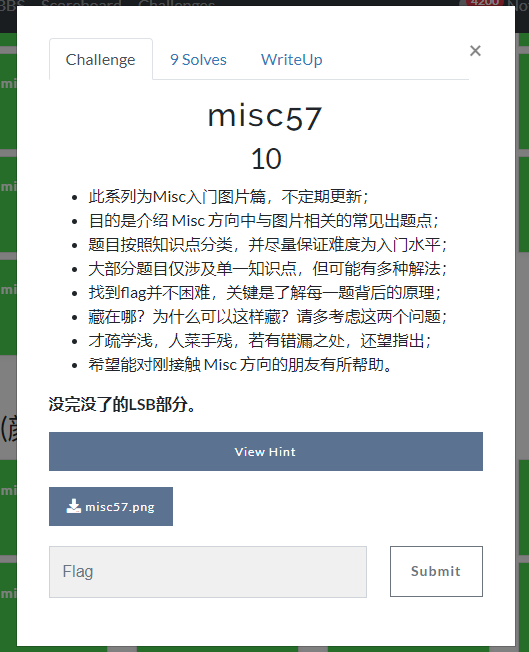 BBS Scoreboard Challenges 4200 No
Challenge 9 Solves WriteUp ×
misc57
10
此系列为Misc入门图片篇，不定期更新；
目的是介绍 Misc 方向中与图片相关的常见出题点；
题目按照知识点分类，并尽量保证难度为入门水平；
大部分题目仅涉及单一知识点，但可能有多种解法；
找到flag并不困难，关键是了解每一题背后的原理；
藏在哪？为什么可以这样藏？请多考虑这两个问题；
才疏学浅，人菜手残，若有错漏之处，还望指出；
希望能对刚接触 Misc 方向的朋友有所帮助。
没完没了的LSB部分。
View Hint
misc57.png
Flag Submit